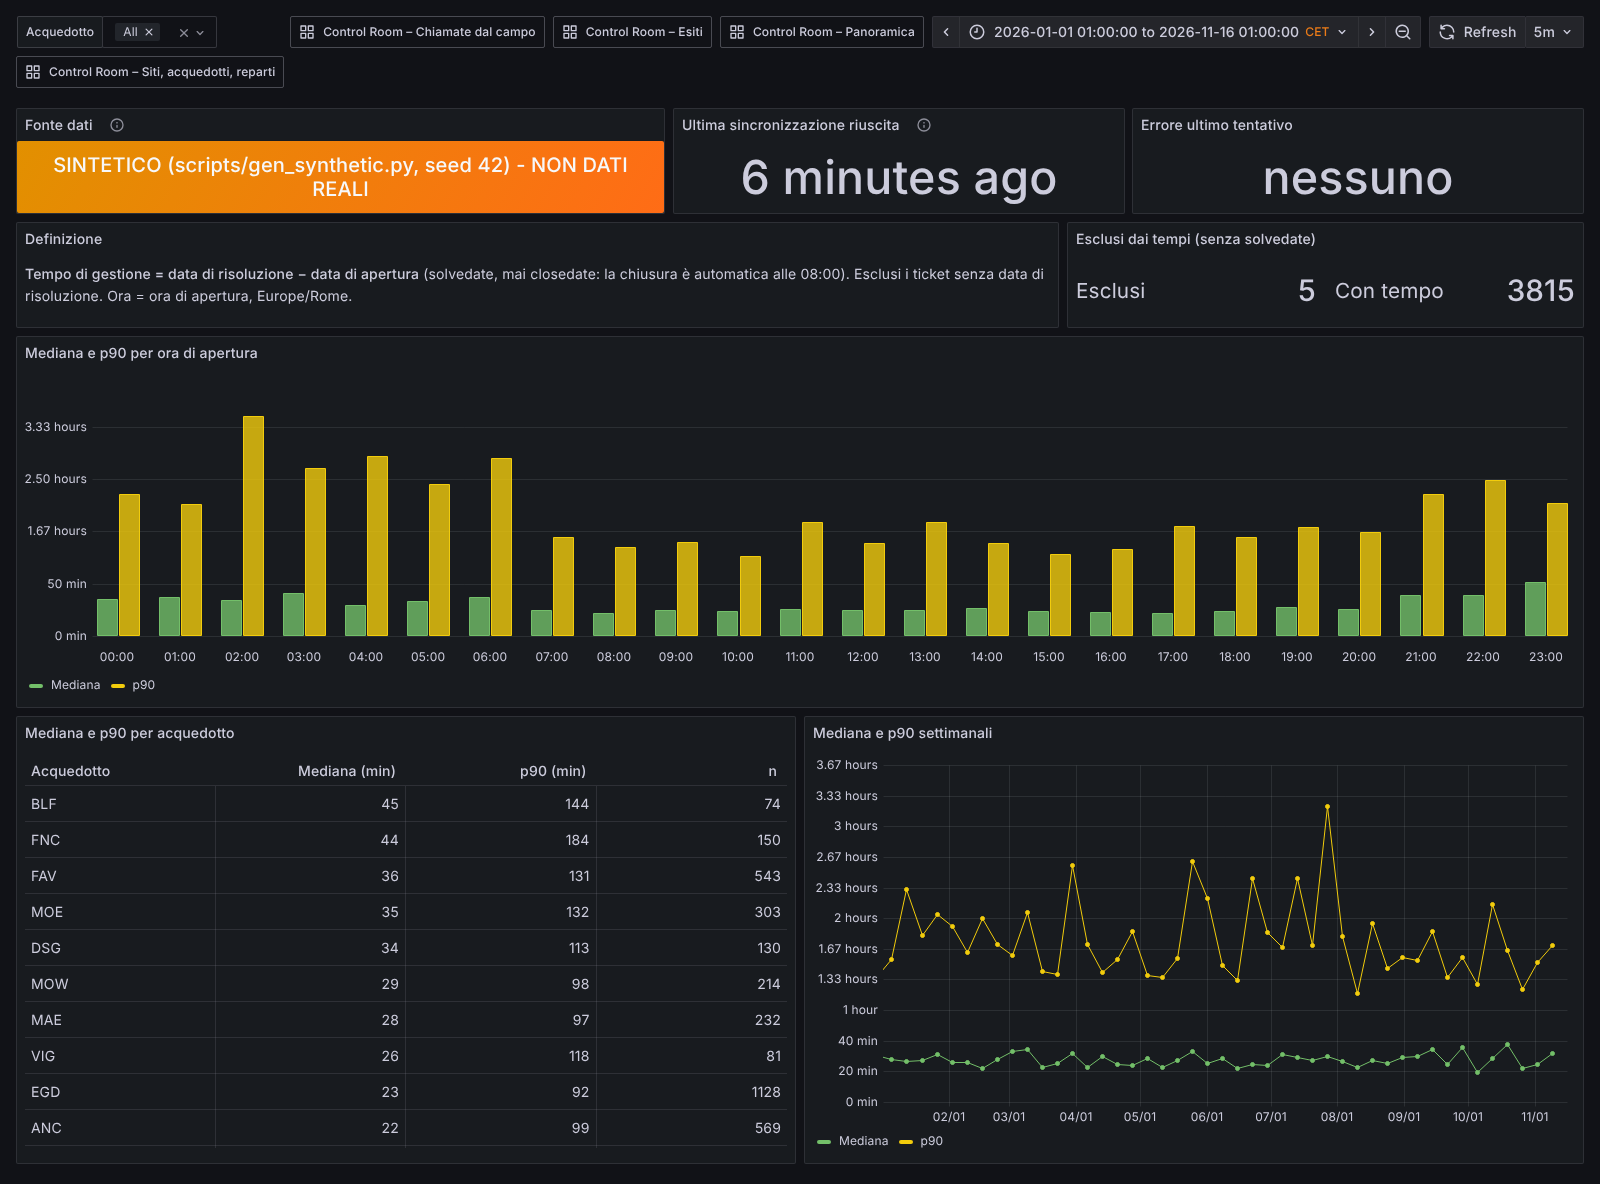 Acquedotto All
Control Room – Chiamate dal campo
Control Room – Esiti
Control Room – Panoramica
2026-01-01 01:00:00 to 2026-11-16 01:00:00 CET
Refresh 5m
Control Room – Siti, acquedotti, reparti
Fonte dati
SINTETICO (scripts/gen_synthetic.py, seed 42) - NON DATI
REALI
Ultima sincronizzazione riuscita
6 minutes ago
Errore ultimo tentativo
nessuno
Definizione
Tempo di gestione = data di risoluzione – data di apertura (solvedate, mai closedate: la chiusura è automatica alle 08:00). Esclusi i ticket senza data di
risoluzione. Ora = ora di apertura, Europe/Rome.
Esclusi dai tempi (senza solvedate)
Esclusi 5 Con tempo 3815
Mediana e p90 per ora di apertura
3.33 hours
2.50 hours
1.67 hours
50 min
0 min
00:00 01:00 02:00 03:00 04:00 05:00 06:00 07:00 08:00 09:00 10:00 11:00 12:00 13:00 14:00 15:00 16:00 17:00 18:00 19:00 20:00 21:00 22:00 23:00
Mediana p90
Mediana e p90 per acquedotto
Acquedotto Mediana (min) p90 (min) n
BLF 45 144 74
FNC 44 184 150
FAV 36 131 543
MOE 35 132 303
DSG 34 113 130
MOW 29 98 214
MAE 28 97 232
VIG 26 118 81
EGD 23 92 1128
ANC 22 99 569
Mediana e p90 settimanali
3.67 hours
3.33 hours
3 hours
2.67 hours
2.33 hours
2 hours
1.67 hours
1.33 hours
1 hour
40 min
20 min
0 min
02/01 03/01 04/01 05/01 06/01 07/01 08/01 09/01 10/01 11/01
Mediana p90